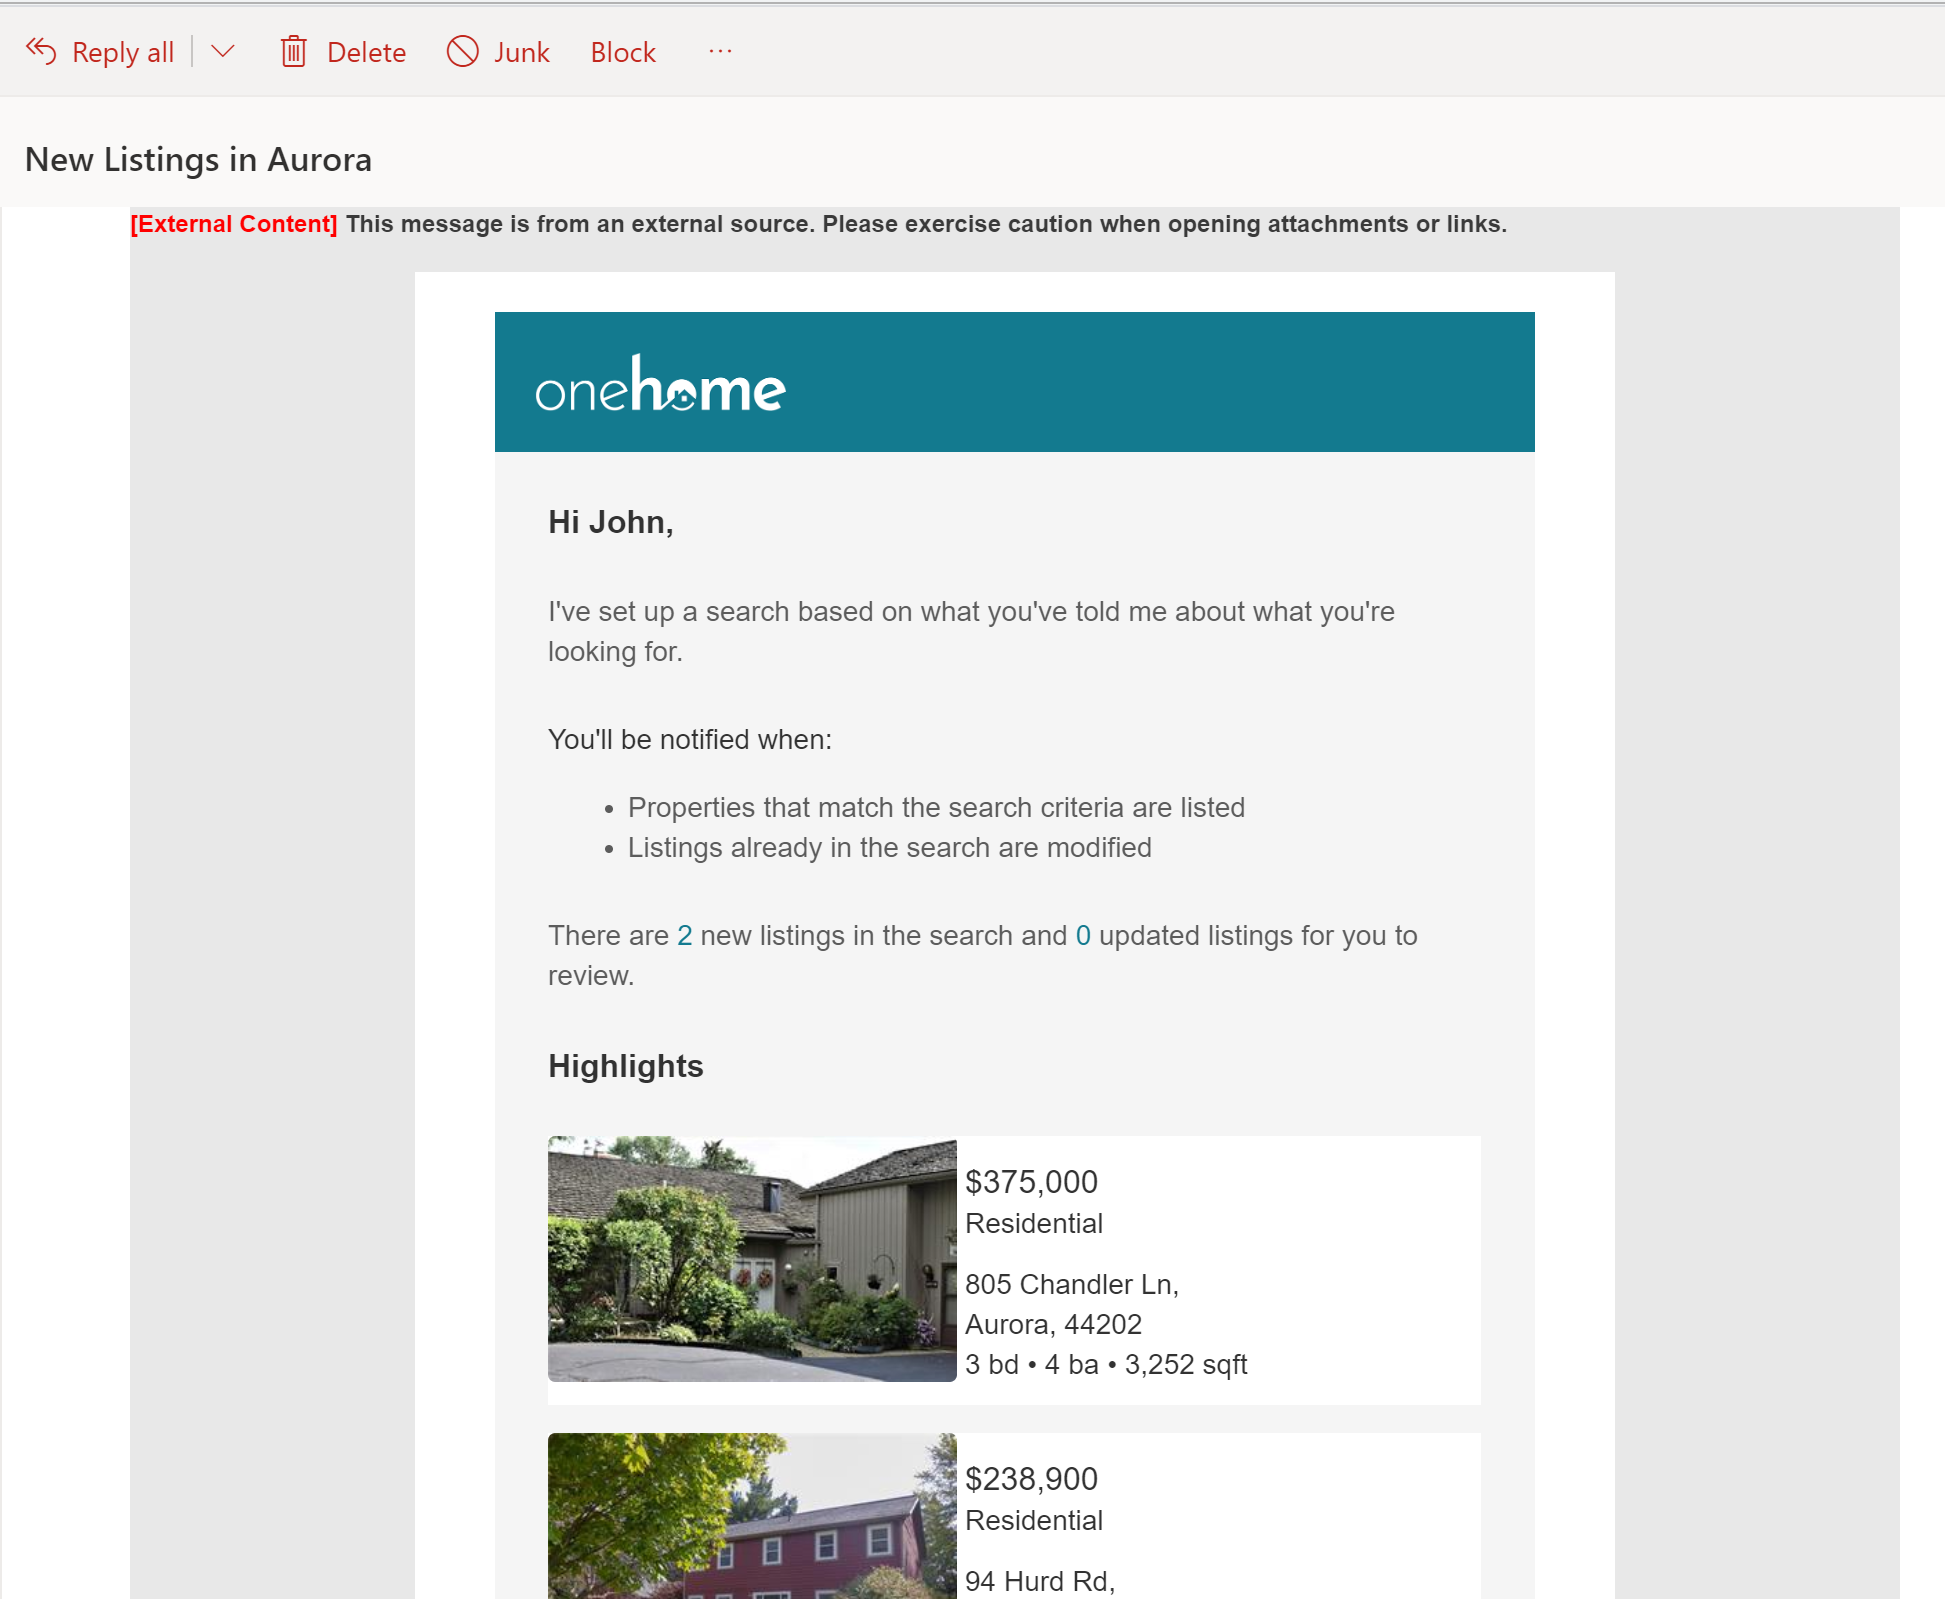 Reply all Delete Junk Block ...
New Listings in Aurora
[External Content] This message is from an external source. Please exercise caution when opening attachments or links.
onehome
Hi John,
I've set up a search based on what you've told me about what you're
looking for.
You'll be notified when:
• Properties that match the search criteria are listed
• Listings already in the search are modified
There are 2 new listings in the search and 0 updated listings for you to
review.
Highlights
$375,000
Residential
805 Chandler Ln,
Aurora, 44202
3 bd • 4 ba • 3,252 sqft
$238,900
Residential
94 Hurd Rd,